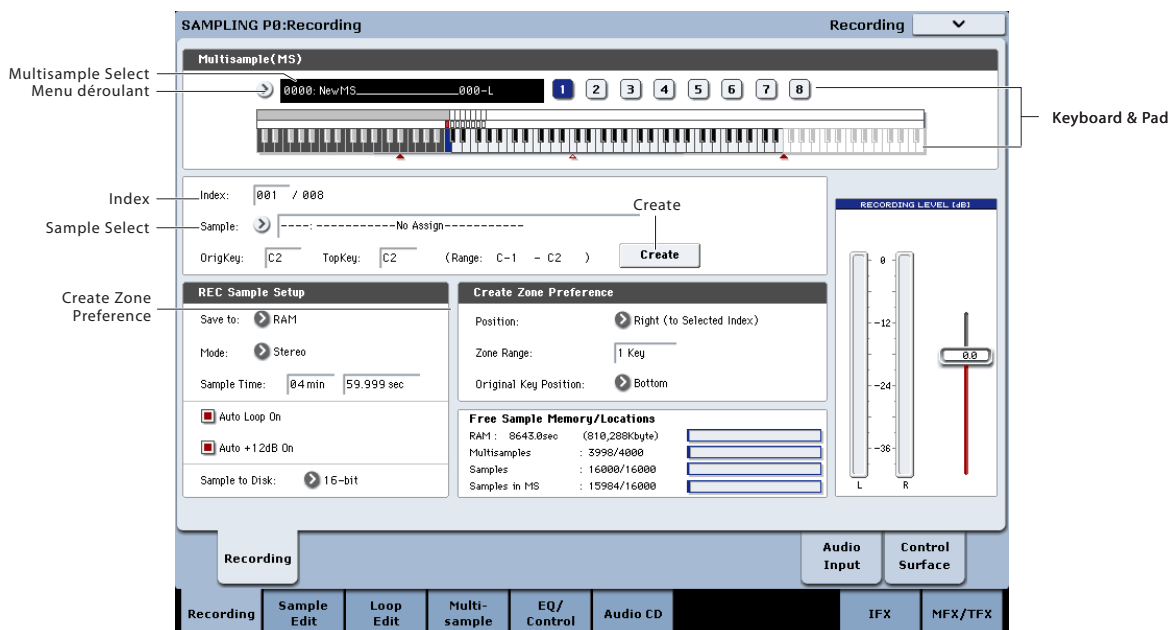 SAMPLING P0:Recording
Recording
Multisample(MS)
Multisample Select
Menu déroulant
0000: NewMS_______________000-L
1 2 3 4 5 6 7 8
Keyboard & Pad
Index
Index: 001 / 008
Create
RECORDING LEVEL [dB]
Sample Select
Sample: ----: --------------No Assign--------------
OrigKey: C2 TopKey: C2 (Range: C-1 - C2 ) Create
Create Zone
Preference
REC Sample Setup
Save to: RAM
Mode: Stereo
Sample Time: 04 min 59.999 sec
Auto Loop On
Auto +12dB On
Sample to Disk: 16-bit
Create Zone Preference
Position: Right (to Selected Index)
Zone Range: 1 Key
Original Key Position: Bottom
Free Sample Memory/Locations
RAM : 8643.0sec (810,288Kbyte)
Multisamples : 3998/4000
Samples : 16000/16000
Samples in MS : 15984/16000
0
-12
-24
-36
L R
0.0
Recording
Audio Input
Control Surface
Recording
Sample Edit
Loop Edit
Multi-sample
EQ/Control
Audio CD
IFX
MFX/TFX